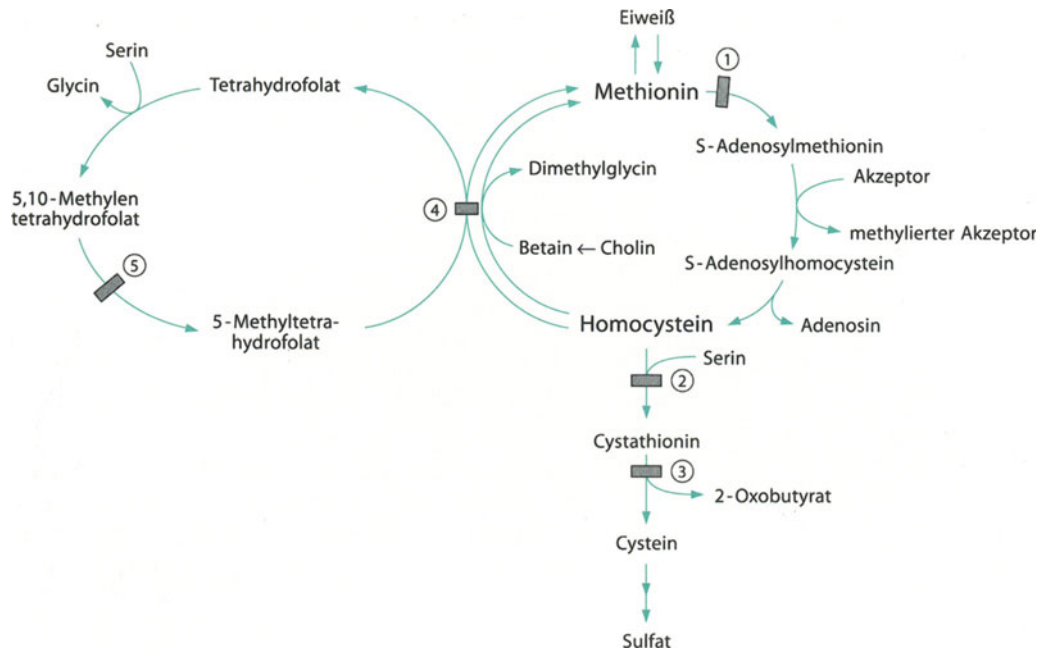 Eiweiß
Serin
①
Glycin
Tetrahydrofolat
Methionin
S-Adenosylmethionin
Dimethylglycin
Akzeptor
5,10-Methylen
tetrahydrofolat
④
methylierter Akzeptor
Betain ← Cholin
⑤
S-Adenosylhomocystein
5-Methyltetra-
hydrofolat
Homocystein
Adenosin
Serin
②
Cystathionin
③
2-Oxobutyrat
Cystein
Sulfat